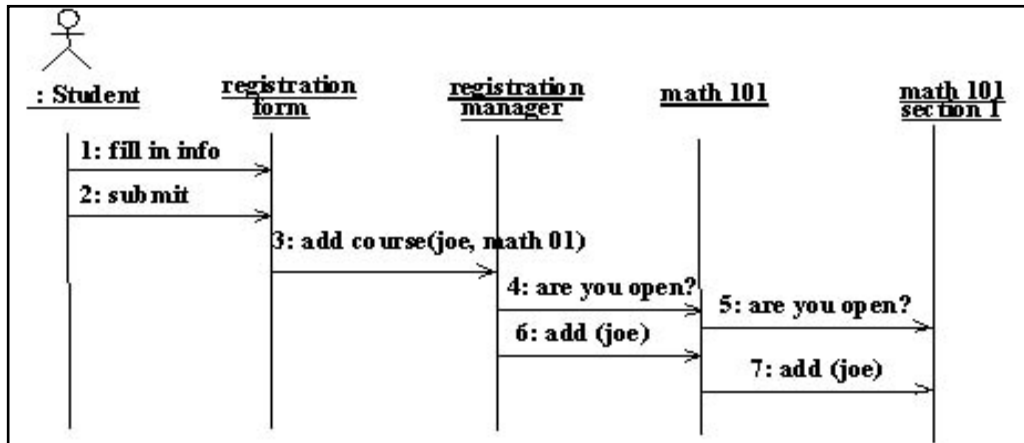 : Student
registration
form
registration
manager
math 101
math 101
section 1
1: fill in info
2: submit
3: add course(joe, math 01)
4: are you open?
5: are you open?
6: add (joe)
7: add (joe)